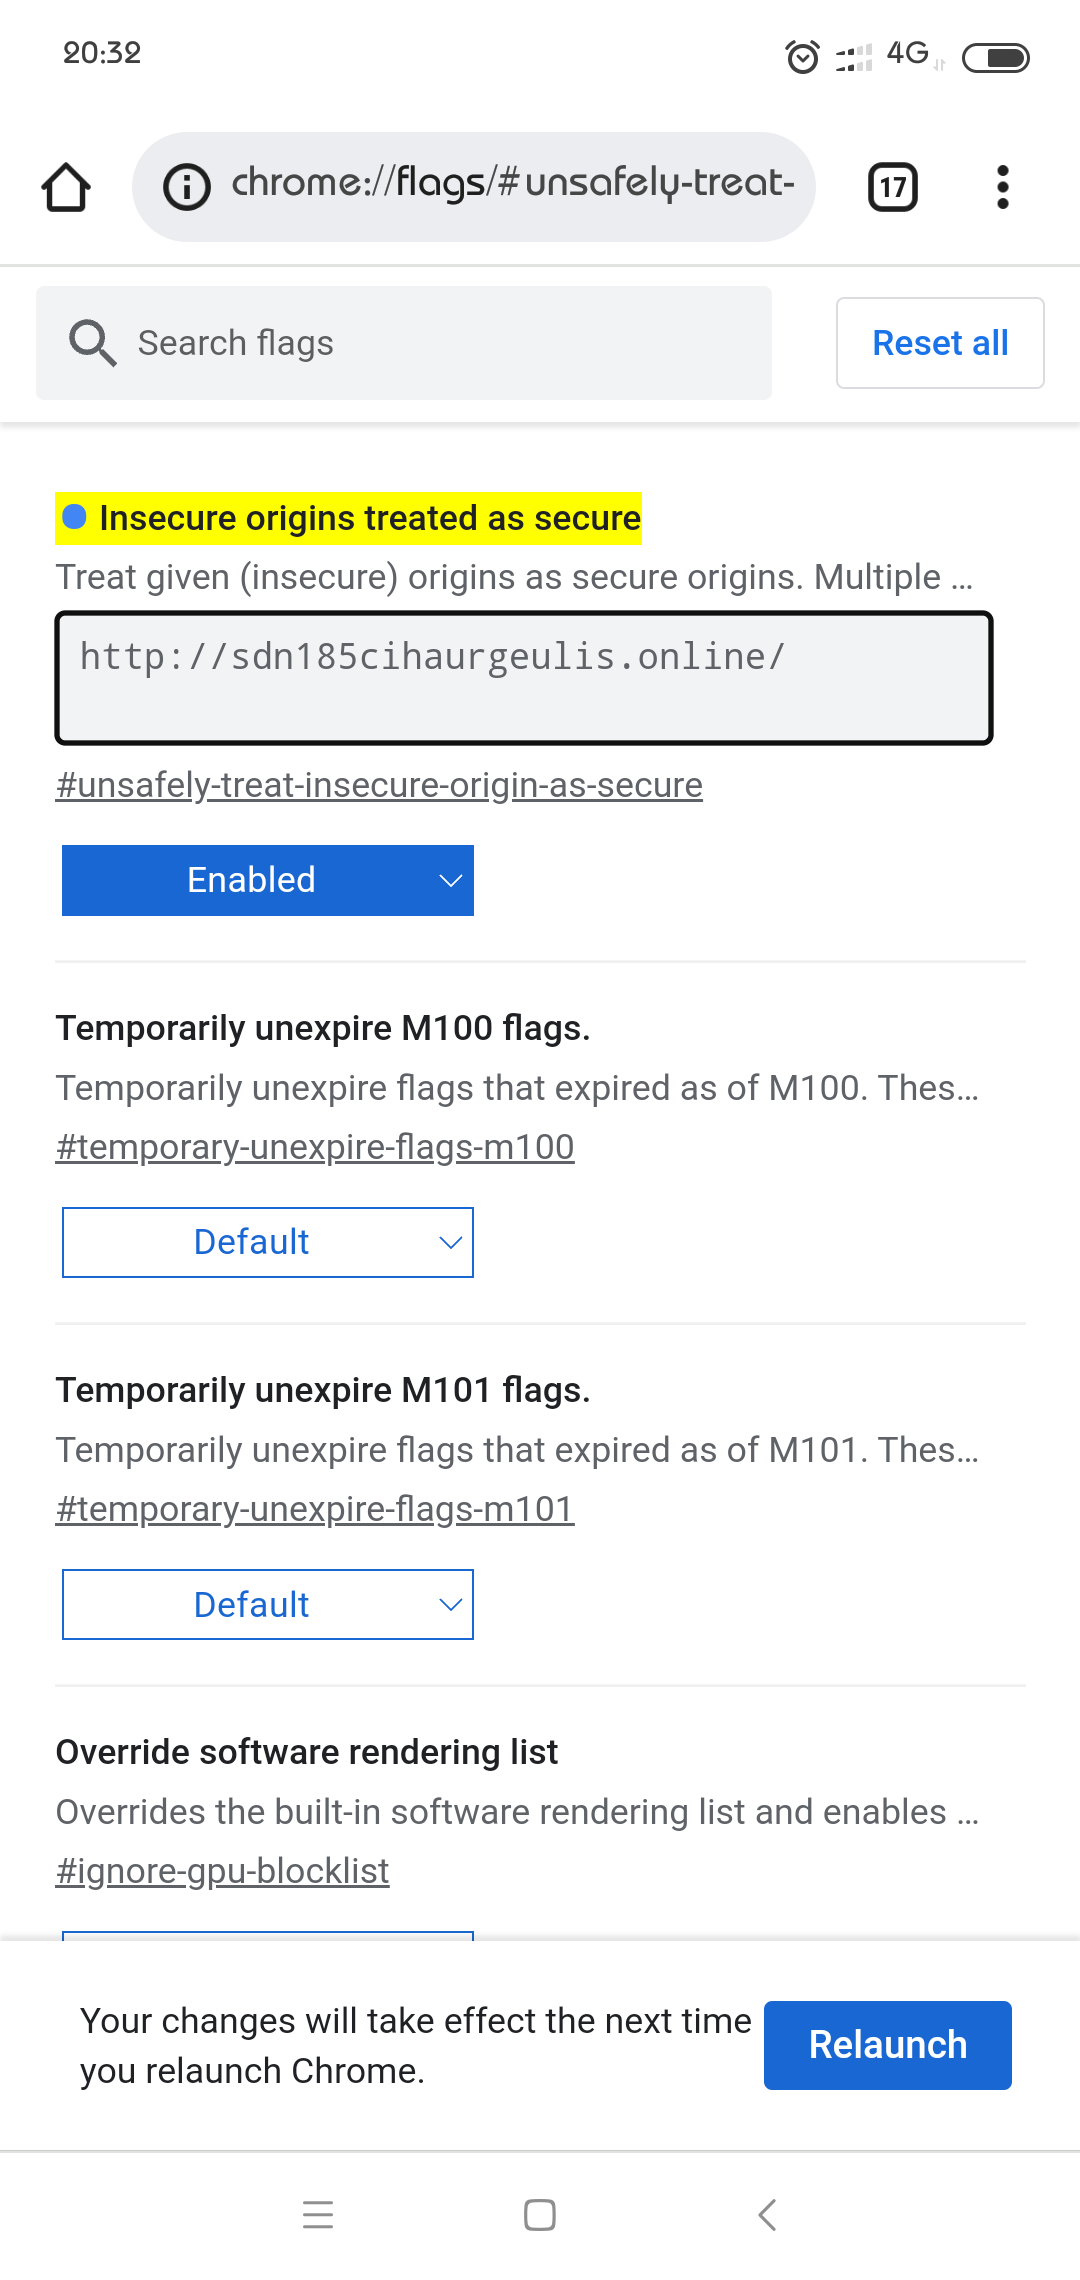 20:32
4G
chrome://flags/#unsafely-treat-
17
Search flags
Reset all
Insecure origins treated as secure
Treat given (insecure) origins as secure origins. Multiple ...
http://sdn185cihaurgeulis.online/
#unsafely-treat-insecure-origin-as-secure
Enabled
Temporarily unexpire M100 flags.
Temporarily unexpire flags that expired as of M100. Thes...
#temporary-unexpire-flags-m100
Default
Temporarily unexpire M101 flags.
Temporarily unexpire flags that expired as of M101. Thes...
#temporary-unexpire-flags-m101
Default
Override software rendering list
Overrides the built-in software rendering list and enables ...
#ignore-gpu-blocklist
Your changes will take effect the next time
you relaunch Chrome.
Relaunch